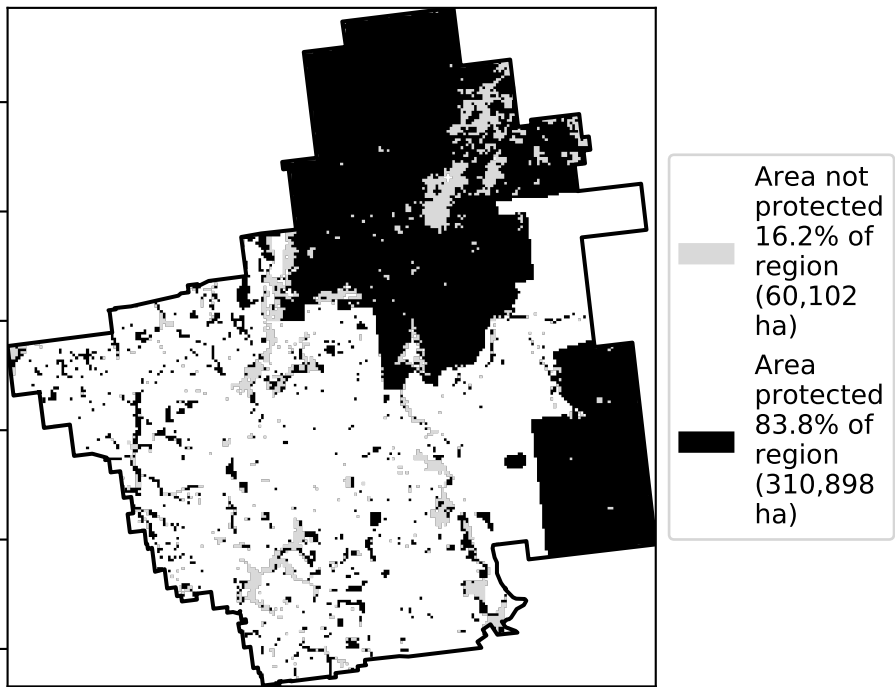 Area not
protected
16.2% of
region
(60,102
ha)
Area
protected
83.8% of
region
(310,898
ha)